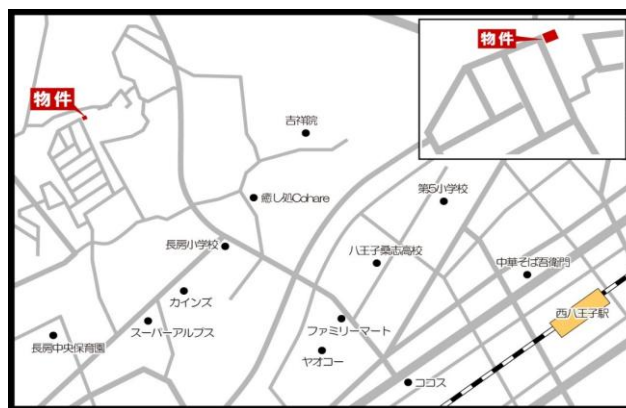 物件
物件
吉祥院
第5小学校
癒し処Cohare
長房小学校
八王子桑志高校
中華そば吾衛門
カインズ
西八王子駅
スーパーアルプス
ファミリーマート
長房中央保育園
ヤオコー
ココス